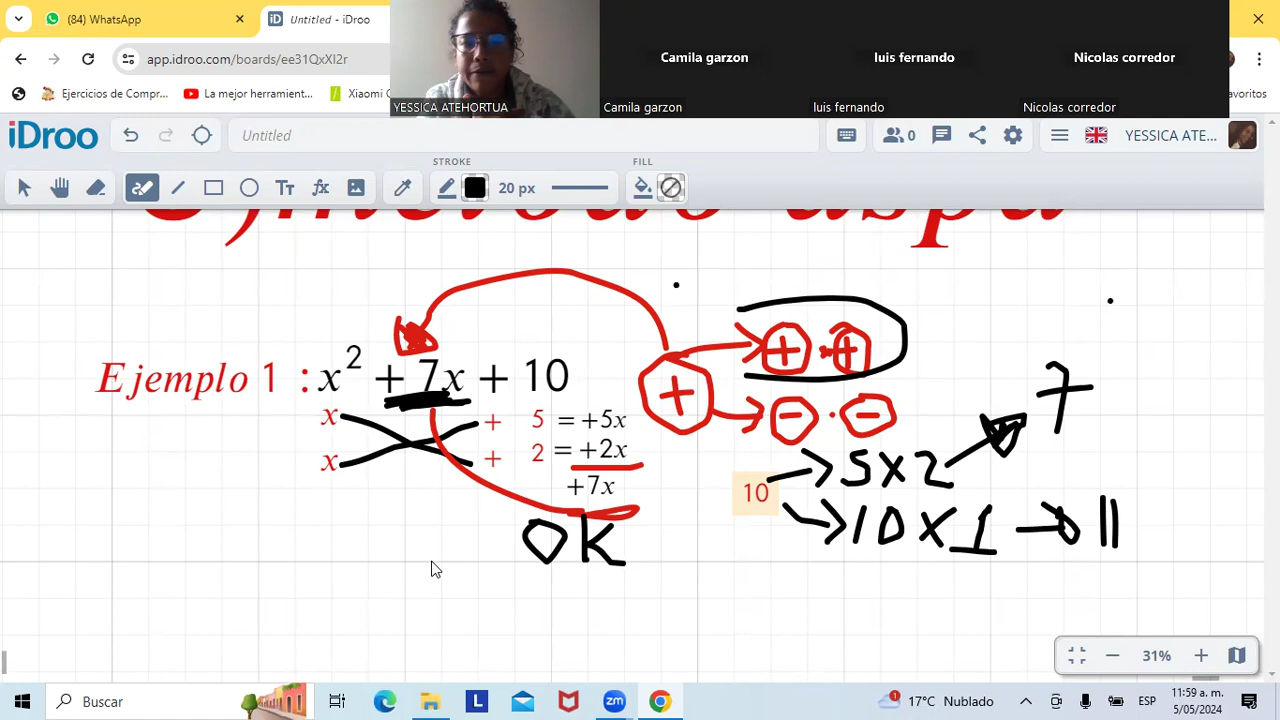 (84) WhatsApp
Untitled - iDroo
app.idroo.com/boards/ee31QxXI2r
Ejercicios de Compr...
La mejor herramient...
Xiaomi
favoritos
Camila garzon
luis fernando
Nicolas corredor
YESSICA ATEHORTUA
Camila garzon
luis fernando
Nicolas corredor
iDroo
Untitled
0
YESSICA ATE...
STROKE
FILL
20 px
Ejemplo 1 : x² + 7x + 10
x + 5 = +5x
x + 2 = +2x
+7x
OK
+
+ · +
- · -
10
5 x 2
7
10 x 1
11
31%
Buscar
17°C Nublado
ESP
11:59 a. m.
5/05/2024